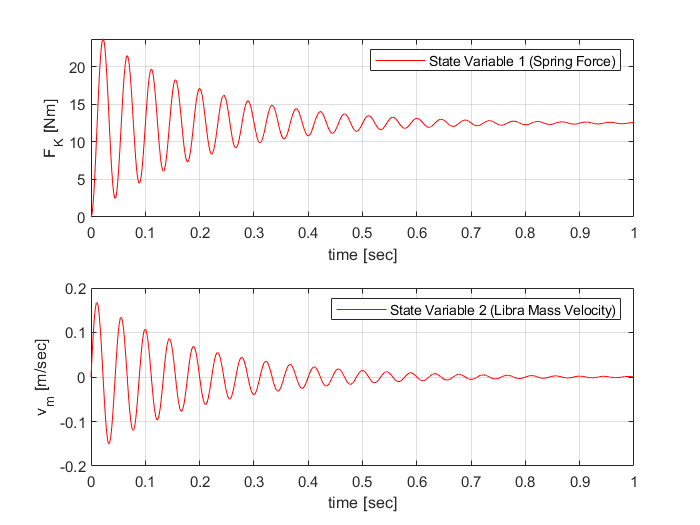 State Variable 1 (Spring Force)
20
15
10
5
0
F_K [Nm]
0 0.1 0.2 0.3 0.4 0.5 0.6 0.7 0.8 0.9 1
time [sec]
State Variable 2 (Libra Mass Velocity)
0.2
0.1
0
-0.1
-0.2
v_m [m/sec]
0 0.1 0.2 0.3 0.4 0.5 0.6 0.7 0.8 0.9 1
time [sec]